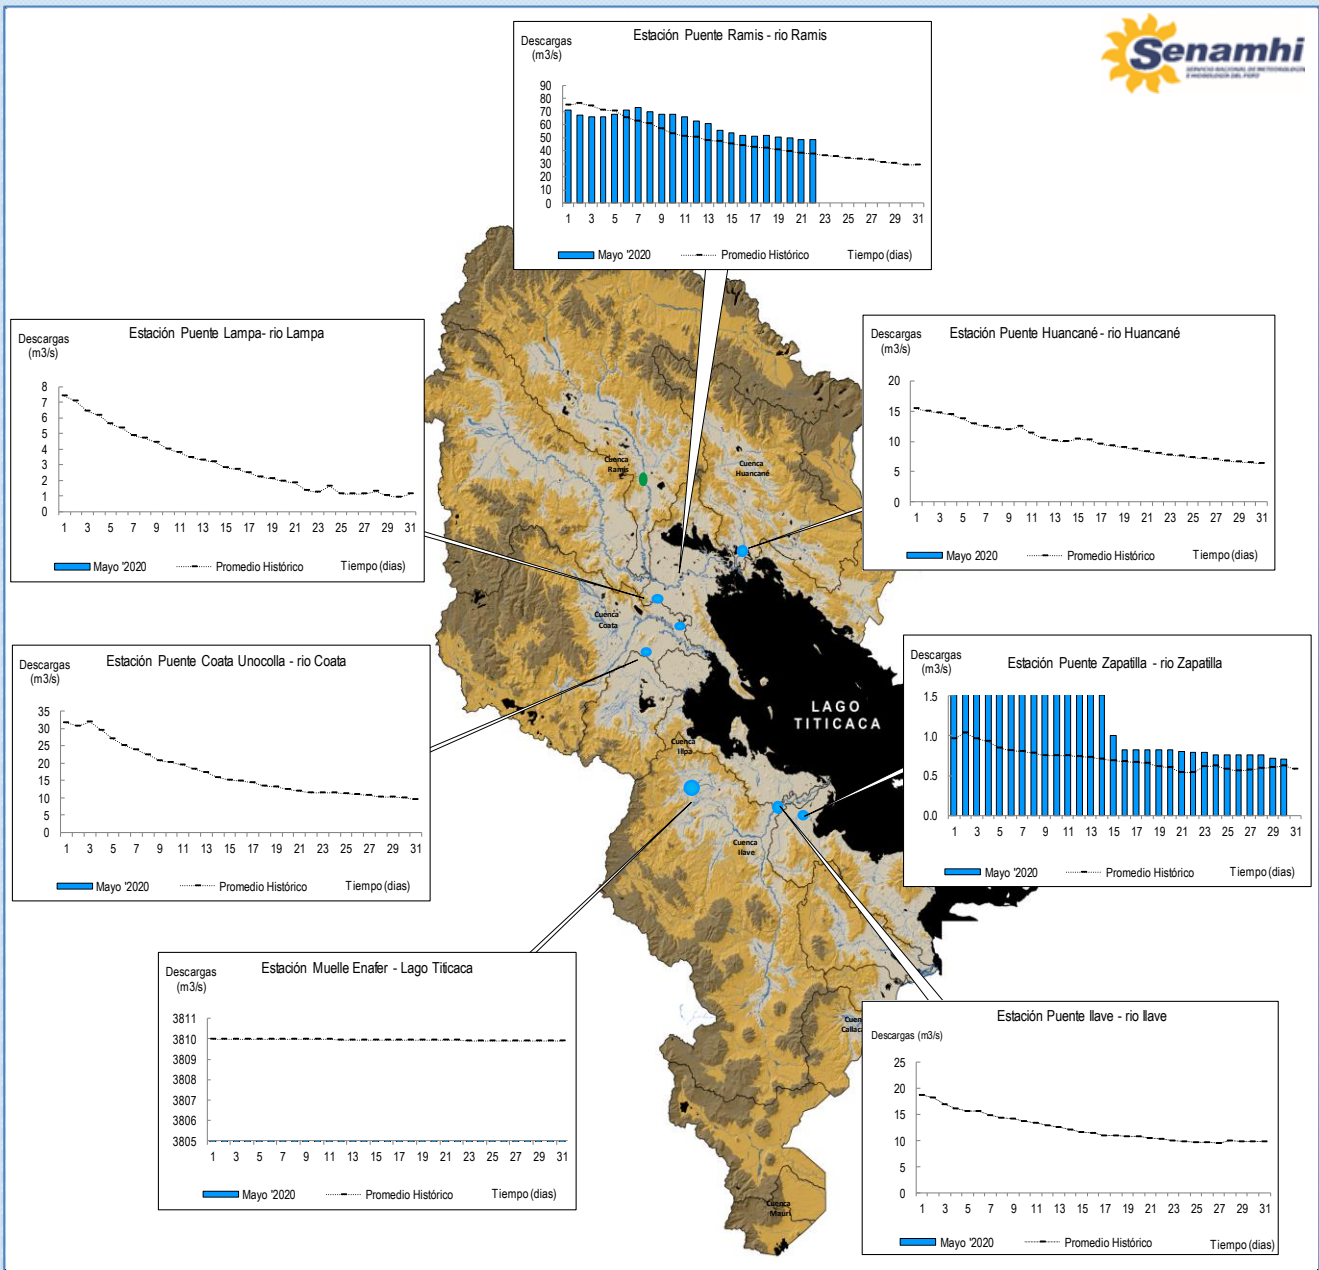 Senamhi
SERVICIO NACIONAL DE METEOROLOGÍA
E HIDROLOGÍA DEL PERÚ
Estación Puente Ramis - rio Ramis
Descargas
(m3/s)
90
80
70
60
50
40
30
20
10
0
1 3 5 7 9 11 13 15 17 19 21 23 25 27 29 31
Mayo '2020 Promedio Histórico Tiempo (dias)
Estación Puente Lampa- rio Lampa
Descargas
(m3/s)
8
7
6
5
4
3
2
1
0
1 3 5 7 9 11 13 15 17 19 21 23 25 27 29 31
Mayo '2020 Promedio Histórico Tiempo (dias)
Estación Puente Huancané - rio Huancané
Descargas
(m3/s)
20
15
10
5
0
1 3 5 7 9 11 13 15 17 19 21 23 25 27 29 31
Mayo 2020 Promedio Histórico Tiempo (dias)
Cuenca
Ramis
Cuenca
Huancané
Cuenca
Coata
LAGO
TITICACA
Cuenca
Illpa
Cuenca
Ilave
Cuenca
Mauri
Estación Puente Coata Unocolla - rio Coata
Descargas
(m3/s)
35
30
25
20
15
10
5
0
1 3 5 7 9 11 13 15 17 19 21 23 25 27 29 31
Mayo '2020 Promedio Histórico Tiempo (dias)
Estación Puente Zapatilla - rio Zapatilla
Descargas
(m3/s)
1.5
1.0
0.5
0.0
1 3 5 7 9 11 13 15 17 19 21 23 25 27 29 31
Mayo '2020 Promedio Histórico Tiempo (dias)
Estación Muelle Enafer - Lago Titicaca
Descargas
(m3/s)
3811
3810
3809
3808
3807
3806
3805
1 3 5 7 9 11 13 15 17 19 21 23 25 27 29 31
Mayo '2020 Promedio Histórico Tiempo (dias)
Estación Puente Ilave - rio Ilave
Descargas (m3/s)
25
20
15
10
5
0
1 3 5 7 9 11 13 15 17 19 21 23 25 27 29 31
Mayo '2020 Promedio Histórico Tiempo (dias)